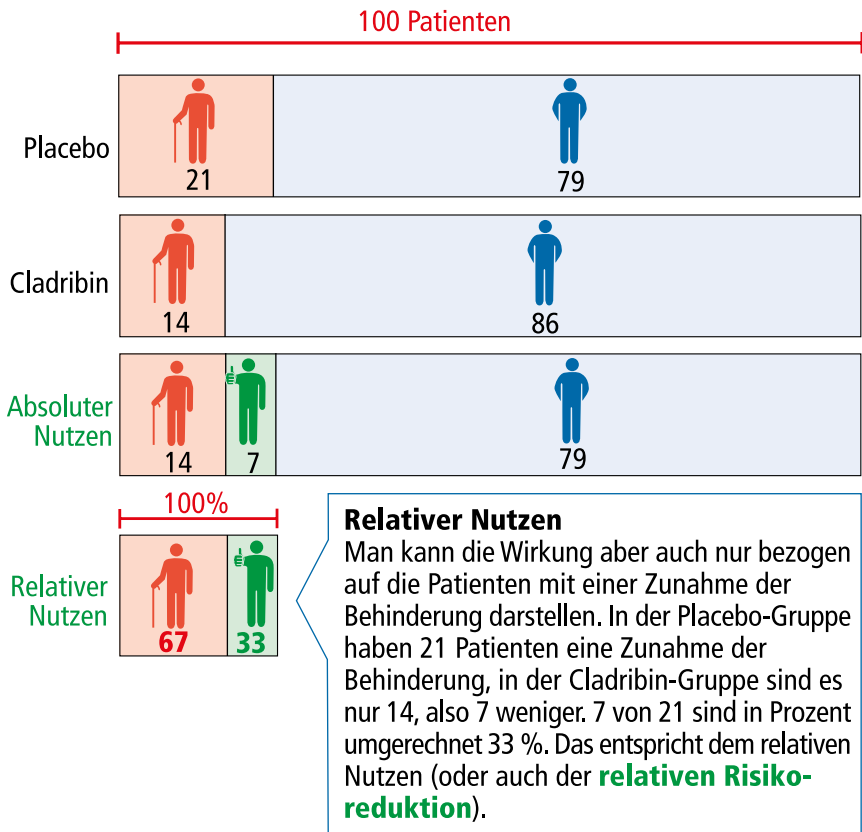 100 Patienten
Placebo
21
79
Cladribin
14
86
Absoluter
Nutzen
14
7
79
100%
Relativer
Nutzen
67
33
Relativer Nutzen
Man kann die Wirkung aber auch nur bezogen
auf die Patienten mit einer Zunahme der
Behinderung darstellen. In der Placebo-Gruppe
haben 21 Patienten eine Zunahme der
Behinderung, in der Cladribin-Gruppe sind es
nur 14, also 7 weniger. 7 von 21 sind in Prozent
umgerechnet 33 %. Das entspricht dem relativen
Nutzen (oder auch der relativen Risiko-
reduktion).